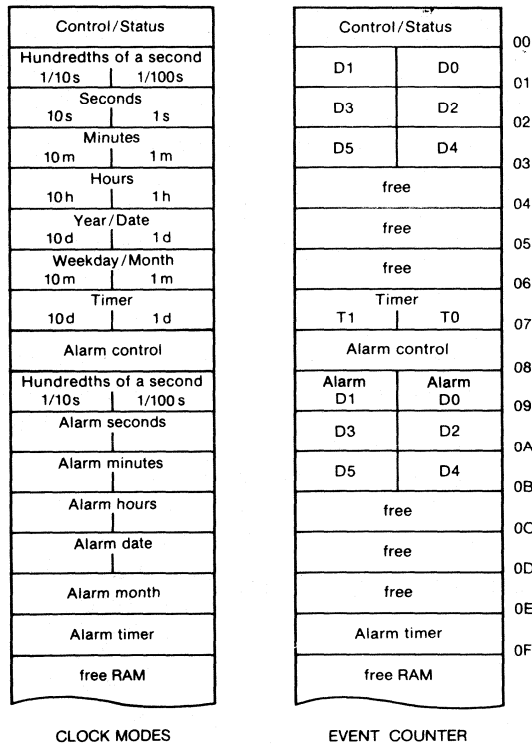 Control/Status
Hundredths of a second
1/10s 1/100s
Seconds
10s 1s
Minutes
10m 1m
Hours
10h 1h
Year/Date
10d 1d
Weekday/Month
10m 1m
Timer
10d 1d
Alarm control
Hundredths of a second
1/10s 1/100s
Alarm seconds
Alarm minutes
Alarm hours
Alarm date
Alarm month
Alarm timer
free RAM
CLOCK MODES
Control/Status
00
D1 D0
01
D3 D2
02
D5 D4
03
free
04
free
05
free
06
Timer
T1 T0
07
Alarm control
08
Alarm Alarm
D1 D0
09
D3 D2
0A
D5 D4
0B
free
0C
free
0D
free
0E
Alarm timer
0F
free RAM
EVENT COUNTER